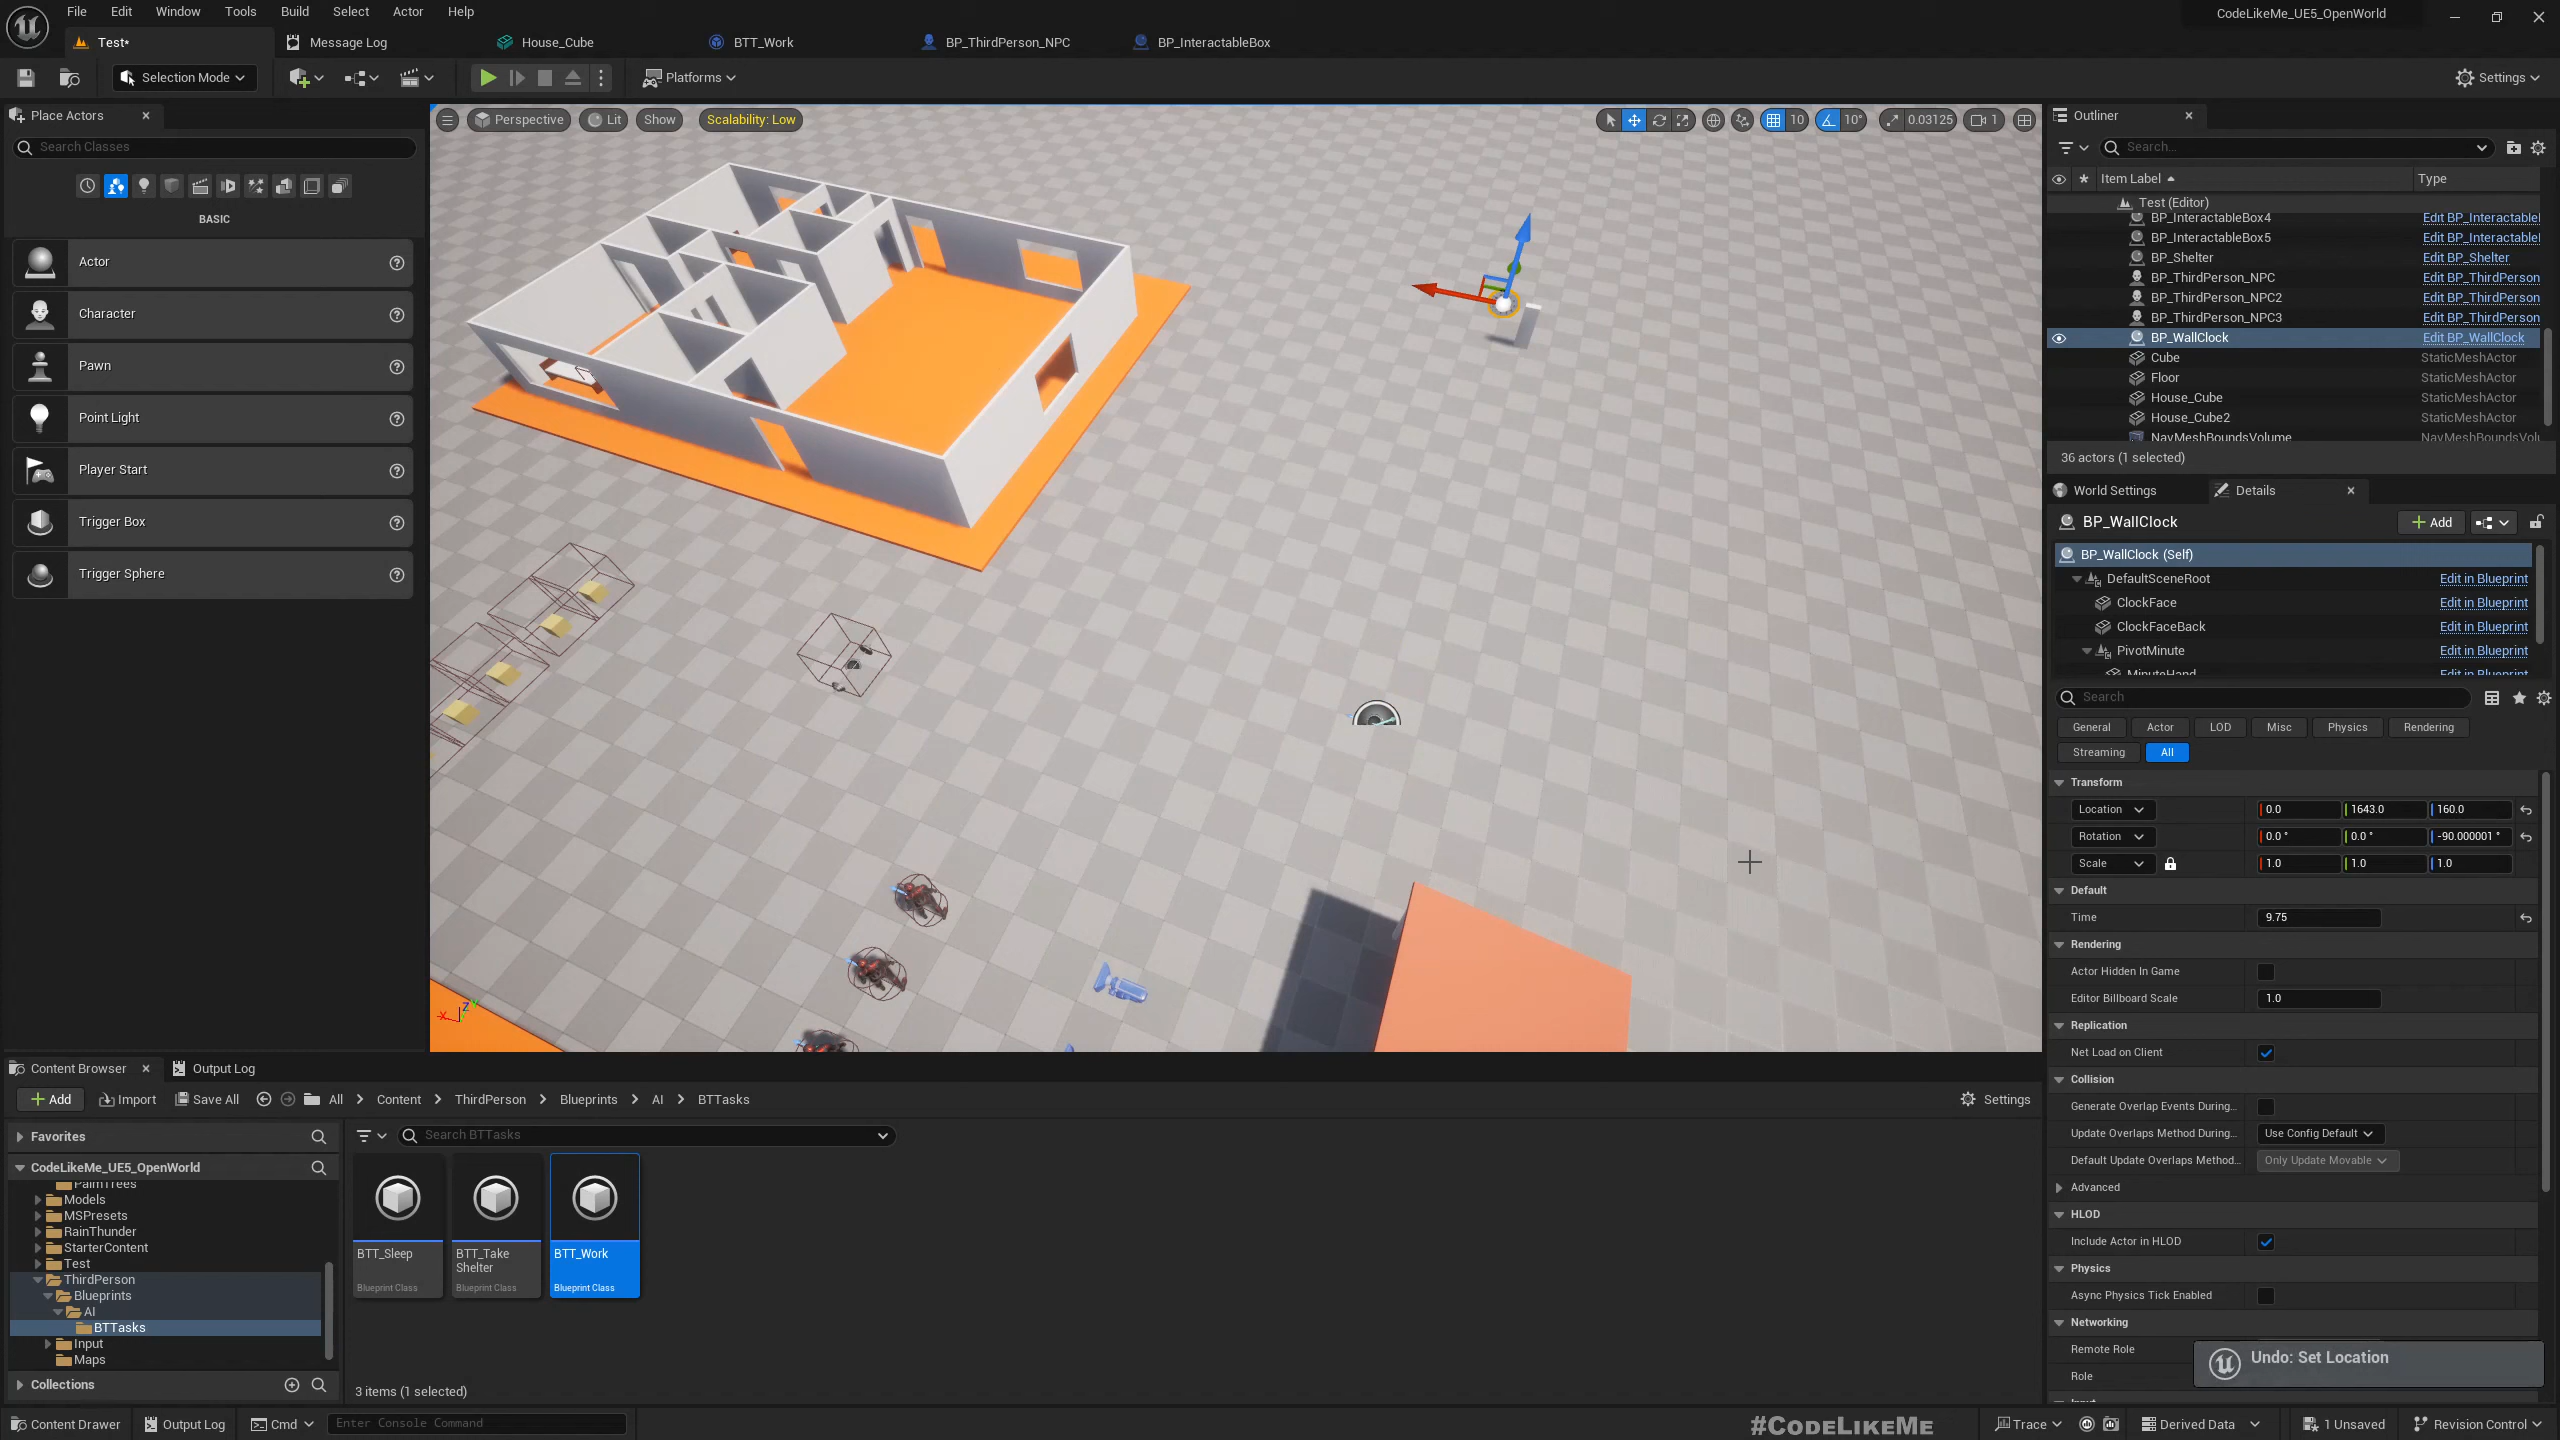 File Edit Window Tools Build Select Actor Help
CodeLikeMe_UE5_OpenWorld
Test*
Message Log
House_Cube
BTT_Work
BP_ThirdPerson_NPC
BP_InteractableBox
Selection Mode
Platforms
Settings
Place Actors
Search Classes
BASIC
Actor
Character
Pawn
Point Light
Player Start
Trigger Box
Trigger Sphere
Perspective
Lit
Show
Scalability: Low
10
10°
0.03125
1
Outliner
Search...
Item Label
Type
Test (Editor)
BP_InteractableBox4 Edit BP_Interactable
BP_InteractableBox5 Edit BP_Interactable
BP_Shelter Edit BP_Shelter
BP_ThirdPerson_NPC Edit BP_ThirdPerson
BP_ThirdPerson_NPC2 Edit BP_ThirdPerson
BP_ThirdPerson_NPC3 Edit BP_ThirdPerson
BP_WallClock Edit BP_WallClock
Cube StaticMeshActor
Floor StaticMeshActor
House_Cube StaticMeshActor
House_Cube2 StaticMeshActor
NavMeshBoundsVolume NavMeshBoundsVolu
36 actors (1 selected)
World Settings
Details
BP_WallClock
Add
BP_WallClock (Self)
DefaultSceneRoot Edit in Blueprint
ClockFace Edit in Blueprint
ClockFaceBack Edit in Blueprint
PivotMinute Edit in Blueprint
MinuteHand Edit in Blueprint
Search
General Actor LOD Misc Physics Rendering
Streaming All
Transform
Location 0.0 1643.0 160.0
Rotation 0.0 ° 0.0 ° -90.000001 °
Scale 1.0 1.0 1.0
Default
Time 9.75
Rendering
Actor Hidden In Game
Editor Billboard Scale 1.0
Replication
Net Load on Client
Collision
Generate Overlap Events During...
Update Overlaps Method During... Use Config Default
Default Update Overlaps Method... Only Update Movable
Advanced
HLOD
Include Actor in HLOD
Physics
Async Physics Tick Enabled
Networking
Remote Role
Role
Undo: Set Location
X
Z
Content Browser
Output Log
Add
Import
Save All
All
Content
ThirdPerson
Blueprints
AI
BTTasks
Settings
Favorites
CodeLikeMe_UE5_OpenWorld
PalmTrees
Models
MSPresets
RainThunder
StarterContent
Test
ThirdPerson
Blueprints
AI
BTTasks
Input
Maps
Collections
Search BTTasks
BTT_Sleep
Blueprint Class
BTT_Take
Shelter
Blueprint Class
BTT_Work
Blueprint Class
3 items (1 selected)
Content Drawer
Output Log
Cmd
Enter Console Command
#CodeLikeMe
Trace
Derived Data
1 Unsaved
Revision Control